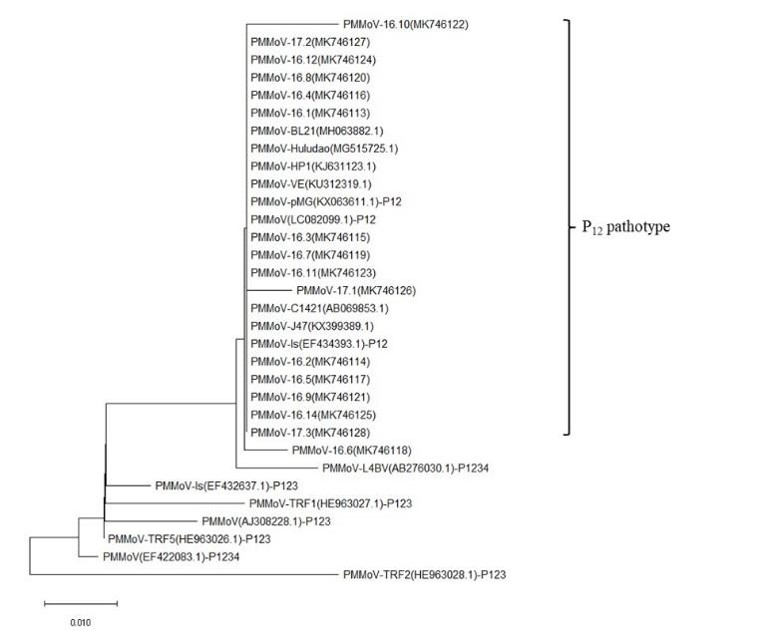 PMMoV-16.10(MK746122)
PMMoV-17.2(MK746127)
PMMoV-16.12(MK746124)
PMMoV-16.8(MK746120)
PMMoV-16.4(MK746116)
PMMoV-16.1(MK746113)
PMMoV-BL21(MH063882.1)
PMMoV-Huludao(MG515725.1)
PMMoV-HP1(KJ631123.1)
PMMoV-VE(KU312319.1)
PMMoV-pMG(KX063611.1)-P12
PMMoV(LC082099.1)-P12
P12 pathotype
PMMoV-16.3(MK746115)
PMMoV-16.7(MK746119)
PMMoV-16.11(MK746123)
PMMoV-17.1(MK746126)
PMMoV-C1421(AB069853.1)
PMMoV-J47(KX399389.1)
PMMoV-Is(EF434393.1)-P12
PMMoV-16.2(MK746114)
PMMoV-16.5(MK746117)
PMMoV-16.9(MK746121)
PMMoV-16.14(MK746125)
PMMoV-17.3(MK746128)
PMMoV-16.6(MK746118)
PMMoV-L4BV(AB276030.1)-P1234
PMMoV-Is(EF432637.1)-P123
PMMoV-TRF1(HE963027.1)-P123
PMMoV(AJ308228.1)-P123
PMMoV-TRF5(HE963026.1)-P123
PMMoV(EF422083.1)-P1234
PMMoV-TRF2(HE963028.1)-P123
0.010